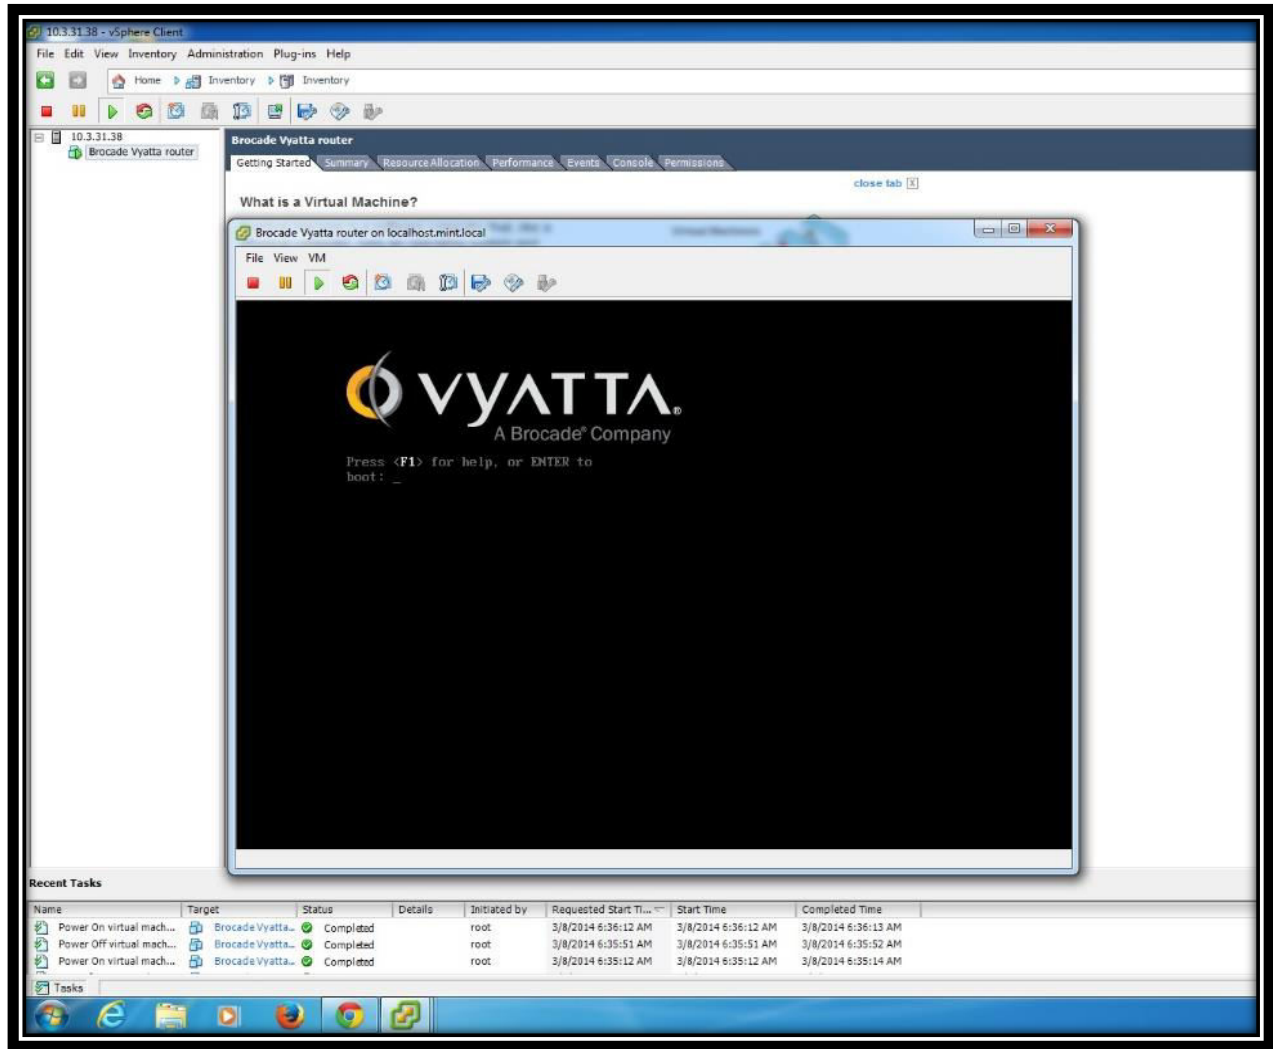 10.3.31.38 - vSphere Client
File Edit View Inventory Administration Plug-ins Help
Home Inventory Inventory
10.3.31.38
Brocade Vyatta router
Brocade Vyatta router
Getting Started Summary Resource Allocation Performance Events Console Permissions
close tab X
What is a Virtual Machine?
Brocade Vyatta router on localhost.mint.local
File View VM
VYATTA®
A Brocade® Company
Press <F1> for help, or ENTER to
boot: _
Recent Tasks
Name Target Status Details Initiated by Requested Start Ti... Start Time Completed Time
Power On virtual mach... Brocade Vyatta... Completed root 3/8/2014 6:36:12 AM 3/8/2014 6:36:12 AM 3/8/2014 6:36:13 AM
Power Off virtual mach... Brocade Vyatta... Completed root 3/8/2014 6:35:51 AM 3/8/2014 6:35:51 AM 3/8/2014 6:35:52 AM
Power On virtual mach... Brocade Vyatta... Completed root 3/8/2014 6:35:12 AM 3/8/2014 6:35:12 AM 3/8/2014 6:35:14 AM
Tasks